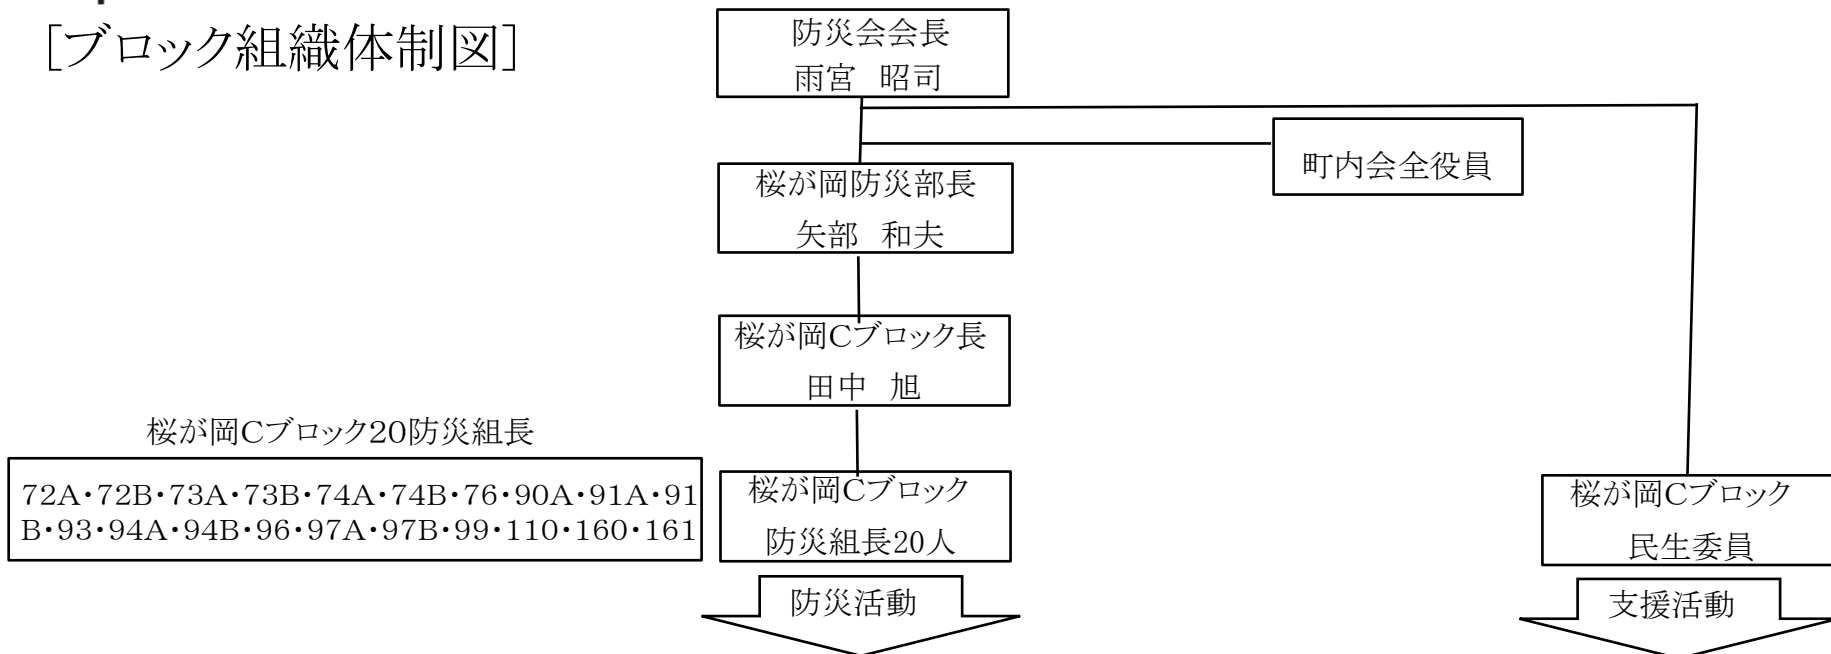 [ブロック組織体制図]
防災会会長
雨宮　昭司
町内会全役員
桜が岡防災部長
矢部　和夫
桜が岡Cブロック長
田中　旭
桜が岡Cブロック20防災組長
72A・72B・73A・73B・74A・74B・76・90A・91A・91
B・93・94A・94B・96・97A・97B・99・110・160・161
桜が岡Cブロック
防災組長20人
桜が岡Cブロック
民生委員
防災活動
支援活動